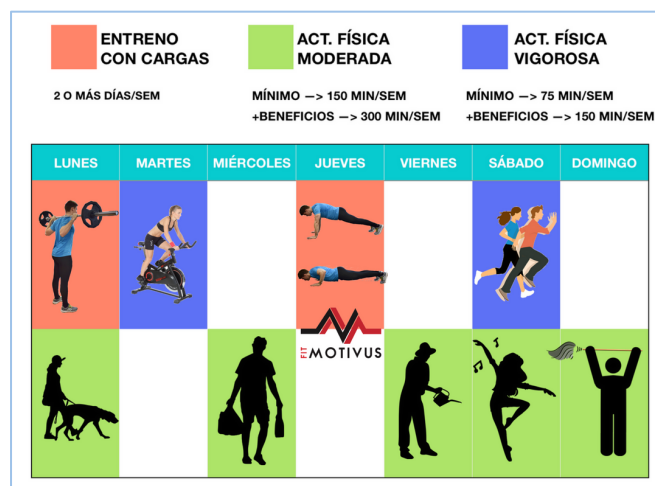 ENTRENO
CON CARGAS
2 O MÁS DÍAS/SEM
ACT. FÍSICA
MODERADA
MÍNIMO —> 150 MIN/SEM
+BENEFICIOS —> 300 MIN/SEM
ACT. FÍSICA
VIGOROSA
MÍNIMO —> 75 MIN/SEM
+BENEFICIOS —> 150 MIN/SEM
LUNES MARTES MIÉRCOLES JUEVES VIERNES SÁBADO DOMINGO
FIT MOTIVUS